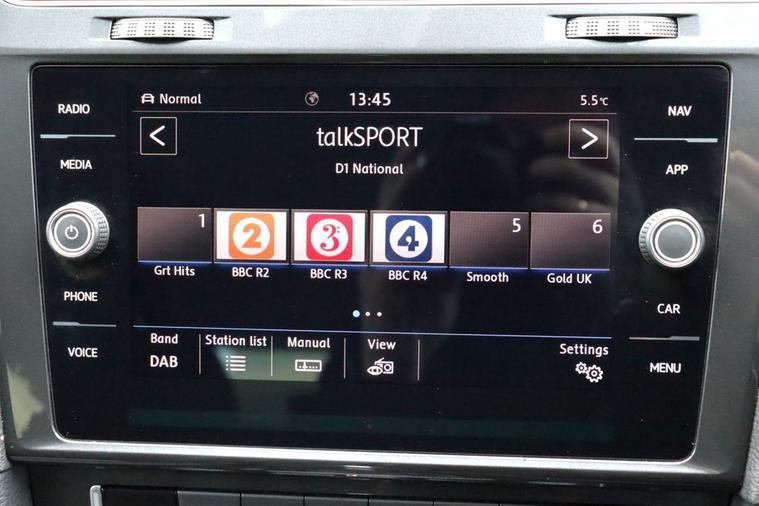 RADIO
MEDIA
PHONE
VOICE
Normal 13:45 5.5°C
talkSPORT
D1 National
1 2 3 4 5 6
Grt Hits BBC R2 BBC R3 BBC R4 Smooth Gold UK
Band Station list Manual View Settings
DAB
NAV
APP
CAR
MENU